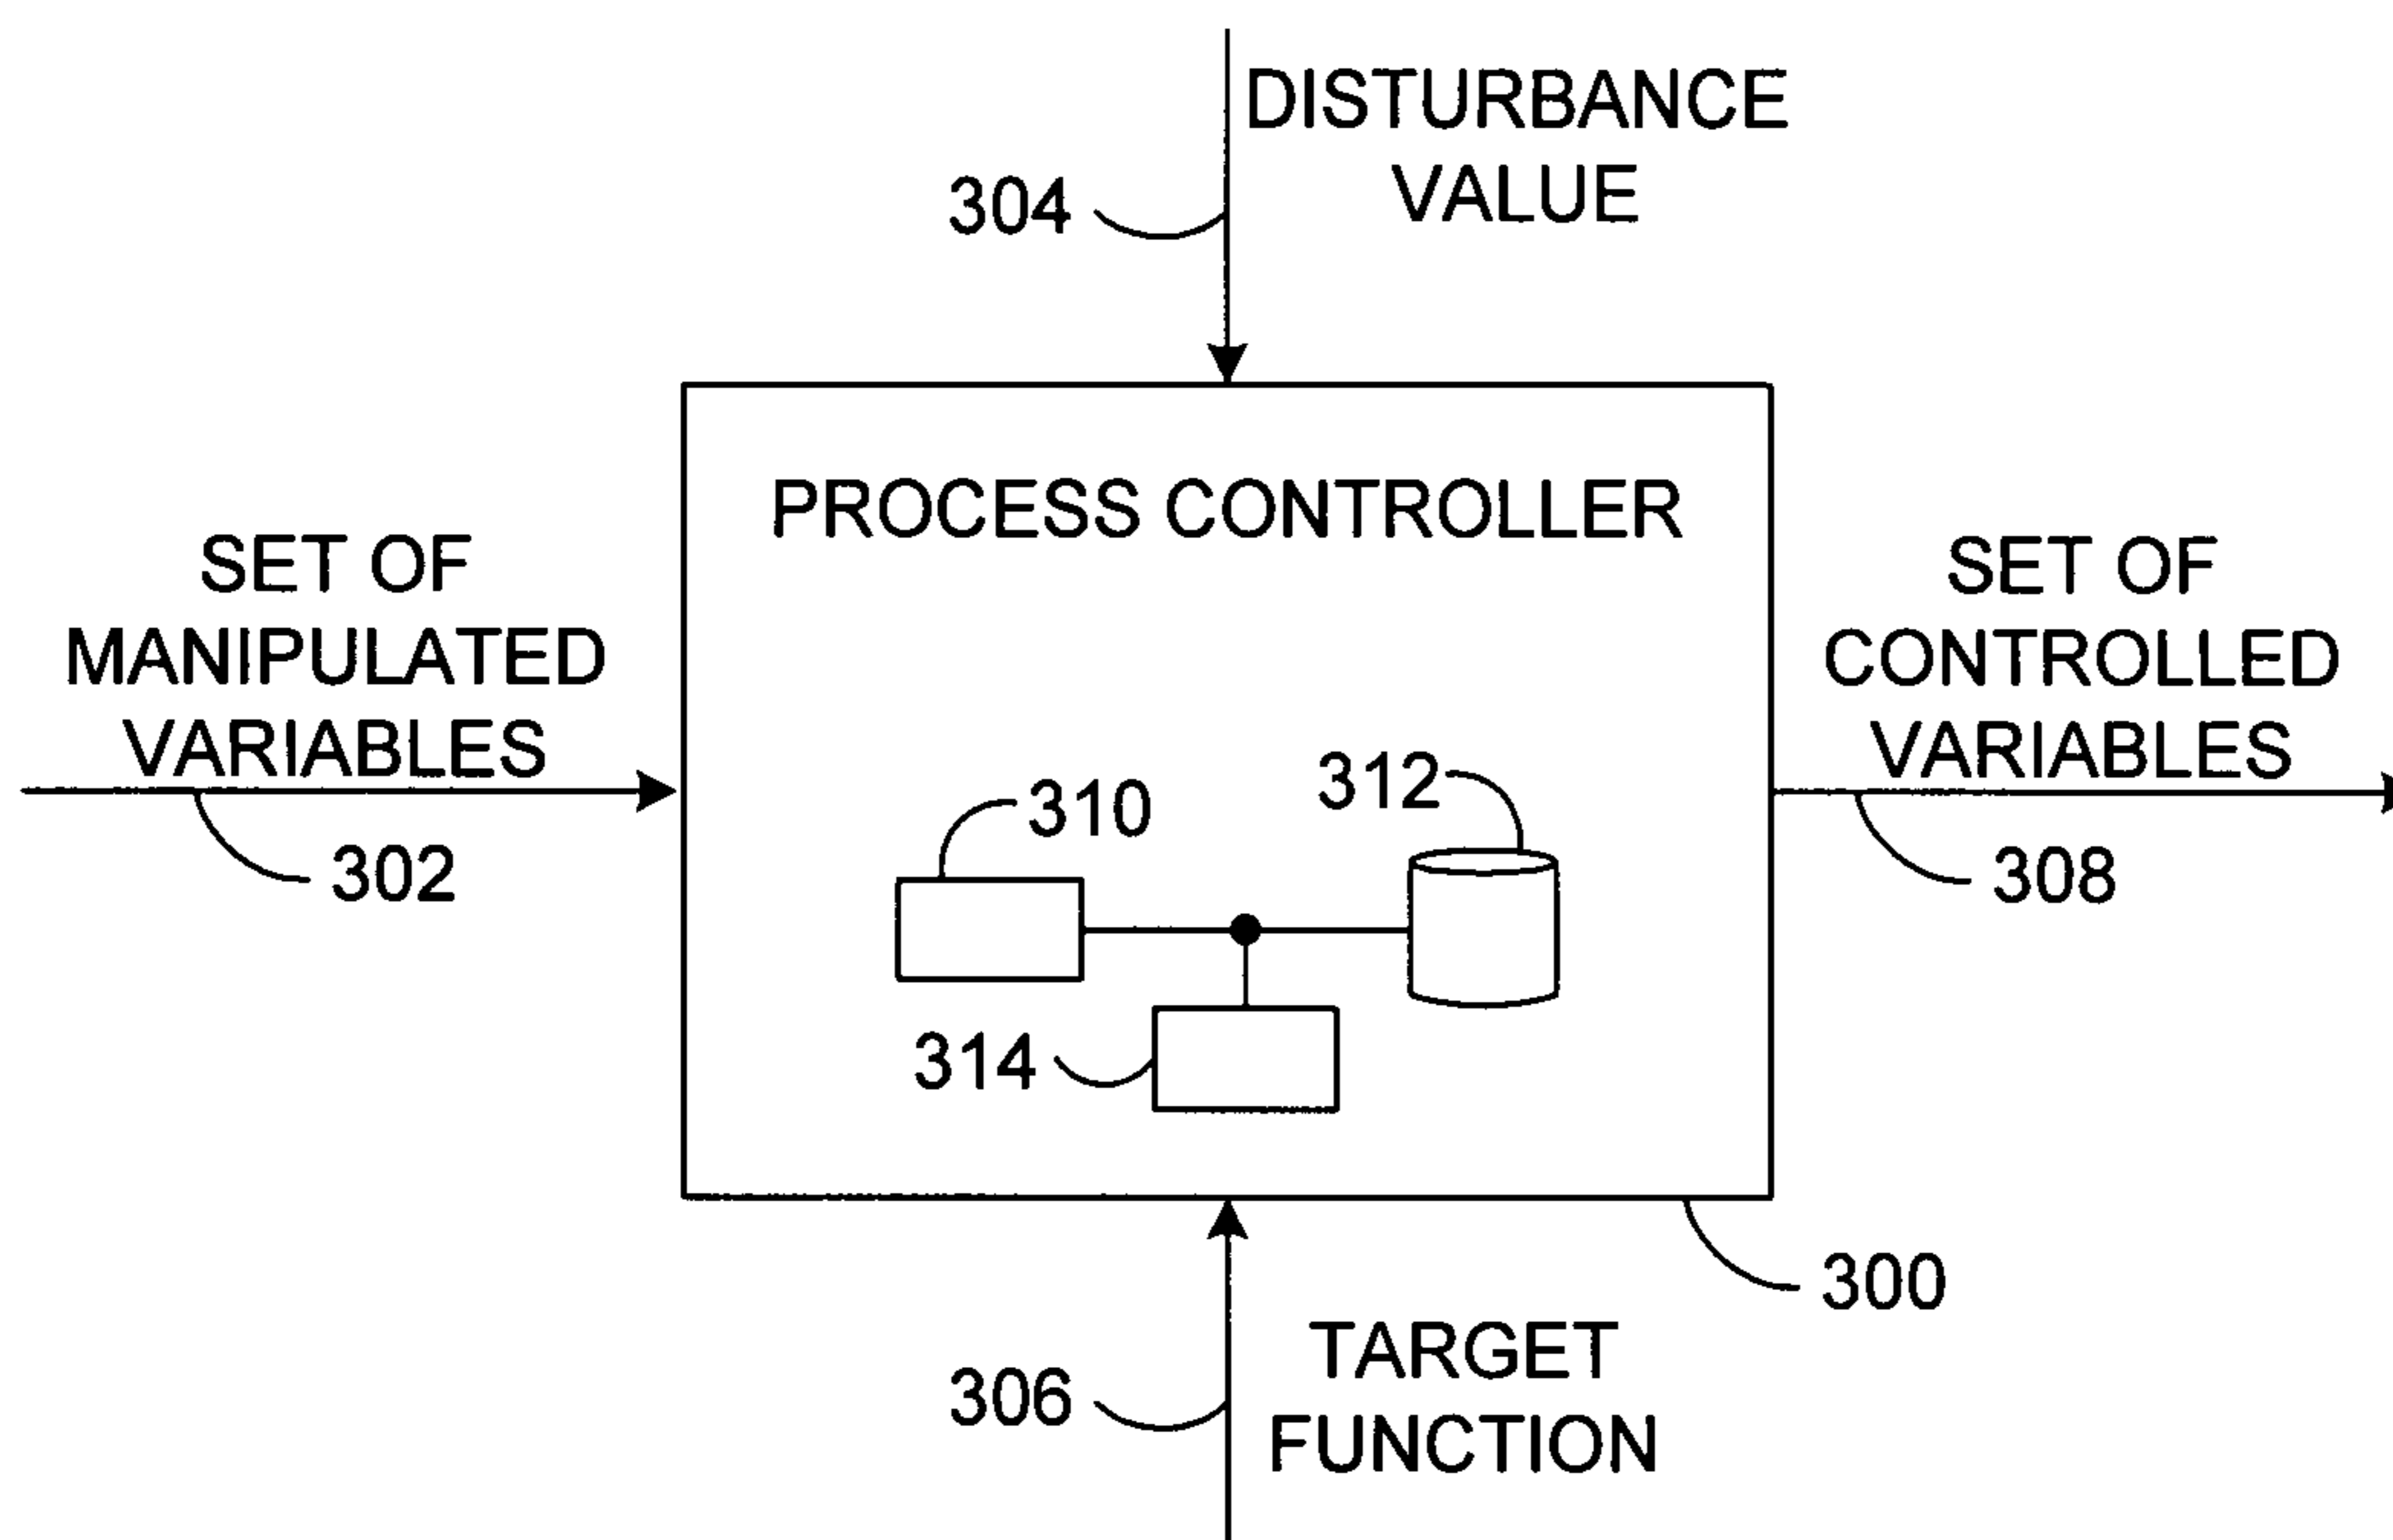 DISTURBANCE
VALUE
304
PROCESS CONTROLLER
SET OF
MANIPULATED
VARIABLES
302
SET OF
CONTROLLED
VARIABLES
308
310
312
314
300
306
TARGET
FUNCTION